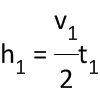 h₁ = v₁/2 t₁